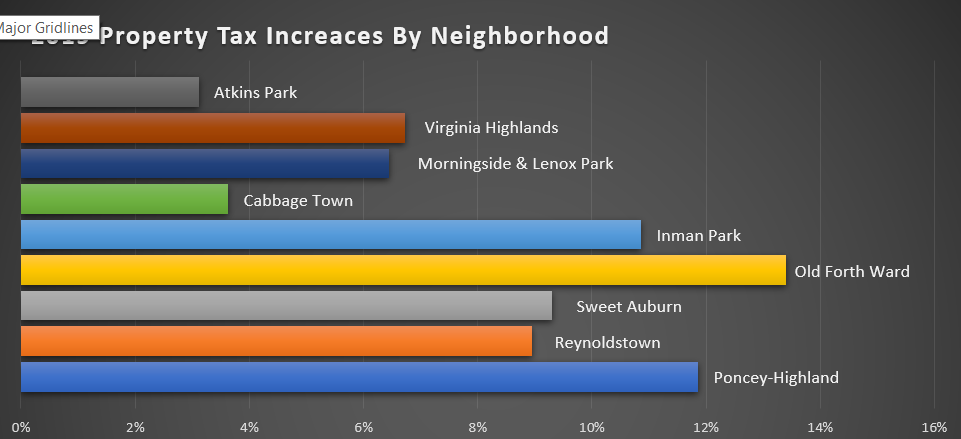 Major Gridlines
Property Tax Increaces By Neighborhood
Atkins Park
Virginia Highlands
Morningside & Lenox Park
Cabbage Town
Inman Park
Old Forth Ward
Sweet Auburn
Reynoldstown
Poncey-Highland
0% 2% 4% 6% 8% 10% 12% 14% 16%